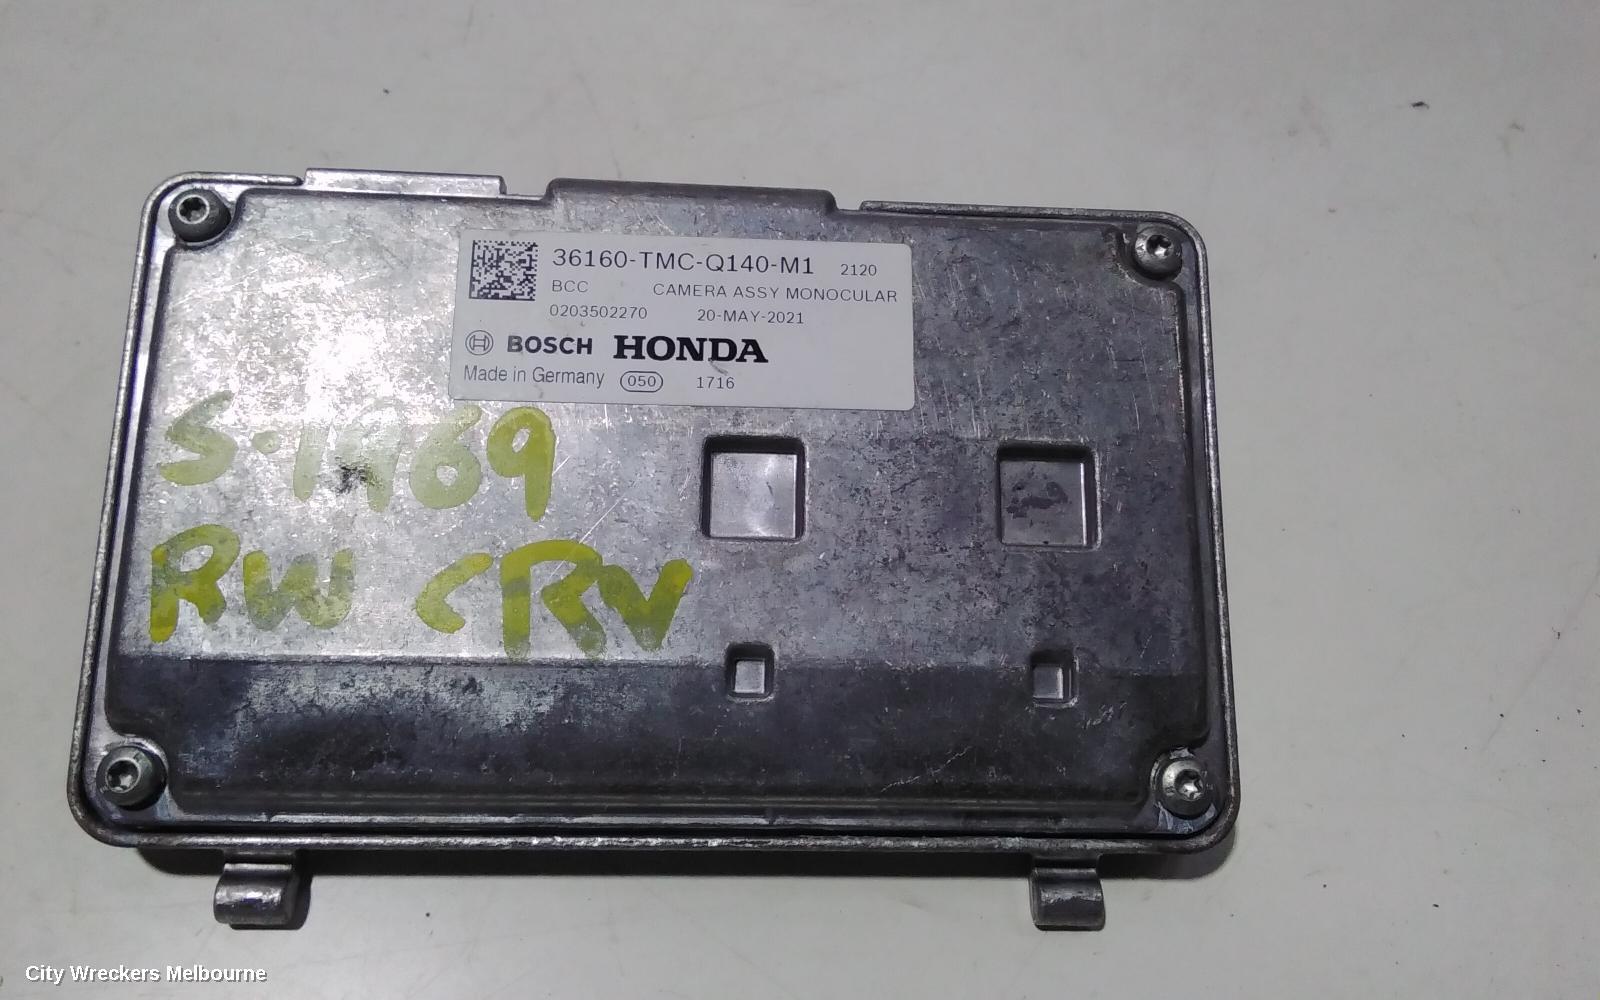 36160-TMC-Q140-M1 2120
BCC CAMERA ASSY MONOCULAR
0203502270 20-MAY-2021
BOSCH HONDA
Made in Germany 050 1716
S-1969
RW CRV
City Wreckers Melbourne